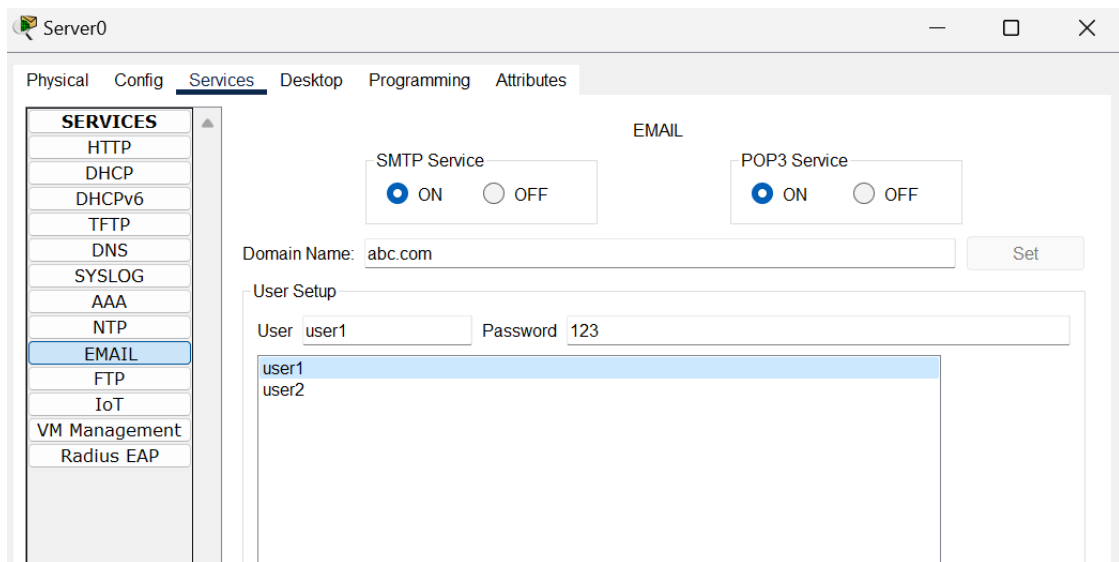 Server0
Physical Config Services Desktop Programming Attributes
SERVICES
HTTP
DHCP
DHCPv6
TFTP
DNS
SYSLOG
AAA
NTP
EMAIL
FTP
IoT
VM Management
Radius EAP
EMAIL
SMTP Service
ON OFF
POP3 Service
ON OFF
Domain Name: abc.com Set
User Setup
User user1 Password 123
user1
user2